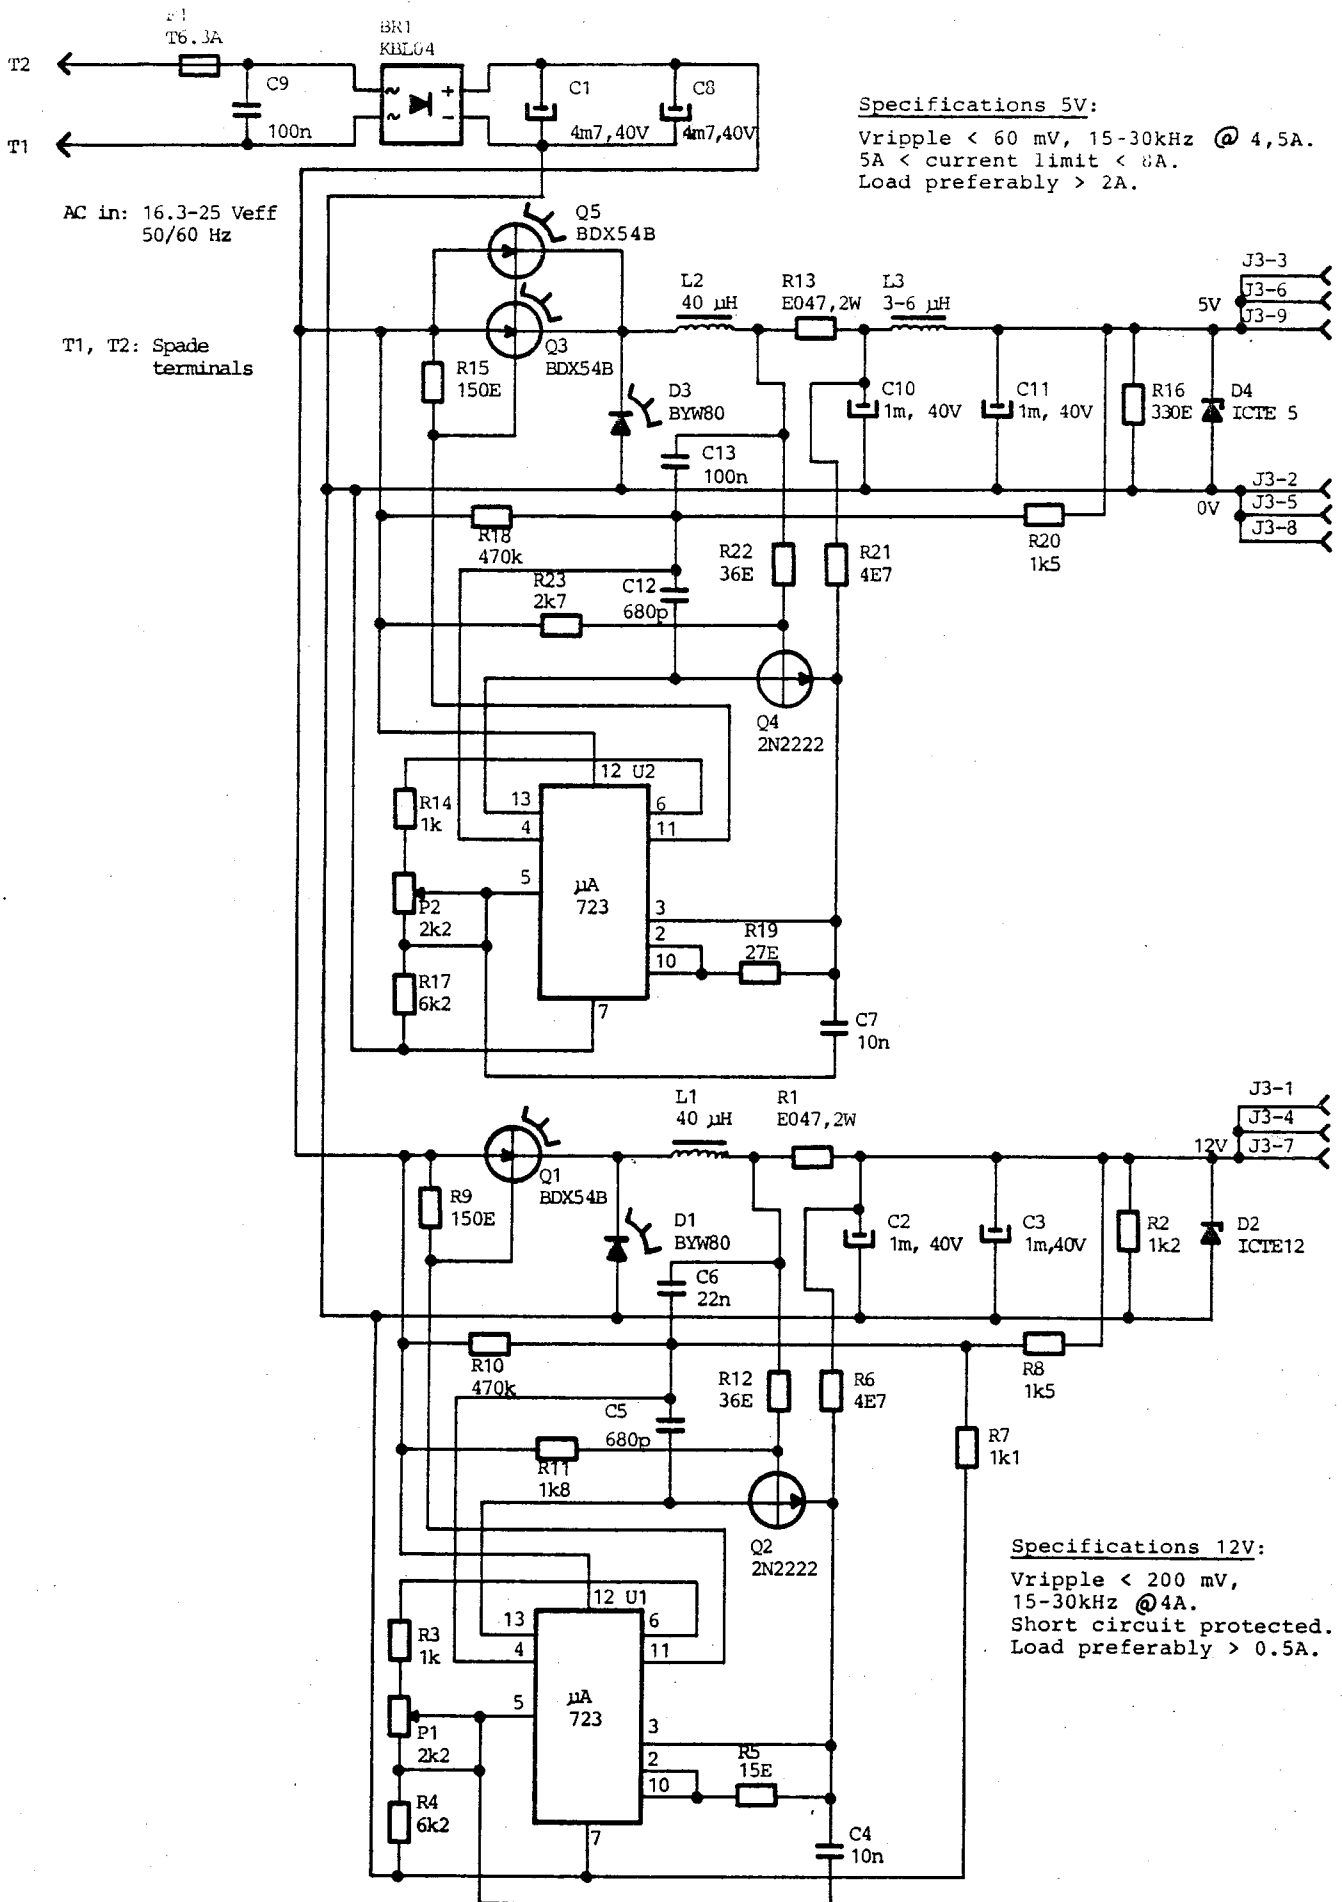 F1
T6.3A
BR1
KBL04
T2
C9
100n
C1
4m7,40V
C8
4m7,40V
T1
Specifications 5V:
Vripple < 60 mV, 15-30kHz @ 4,5A.
5A < current limit < 8A.
Load preferably > 2A.
AC in: 16.3-25 Veff
50/60 Hz
Q5
BDX54B
J3-3
J3-6
J3-9
5V
L2
40 µH
R13
E047,2W
L3
3-6 µH
T1, T2: Spade
terminals
Q3
BDX54B
R15
150E
D3
BYW80
C10
1m, 40V
C11
1m, 40V
R16
330E
D4
ICTE 5
C13
100n
J3-2
J3-5
J3-8
0V
R18
470k
R20
1k5
R22
36E
R21
4E7
R23
2k7
C12
680p
Q4
2N2222
12 U2
13
4
5
6
11
R14
1k
P2
2k2
µA
723
3
2
10
R19
27E
R17
6k2
7
C7
10n
L1
40 µH
R1
E047,2W
J3-1
J3-4
J3-7
12V
Q1
BDX54B
R9
150E
D1
BYW80
C2
1m, 40V
C3
1m,40V
R2
1k2
D2
ICTE12
C6
22n
R10
470k
R8
1k5
R12
36E
R6
4E7
C5
680p
R7
1k1
R11
1k8
Q2
2N2222
Specifications 12V:
Vripple < 200 mV,
15-30kHz @4A.
Short circuit protected.
Load preferably > 0.5A.
12 U1
13
4
5
6
11
R3
1k
P1
2k2
µA
723
3
2
10
R5
15E
R4
6k2
7
C4
10n